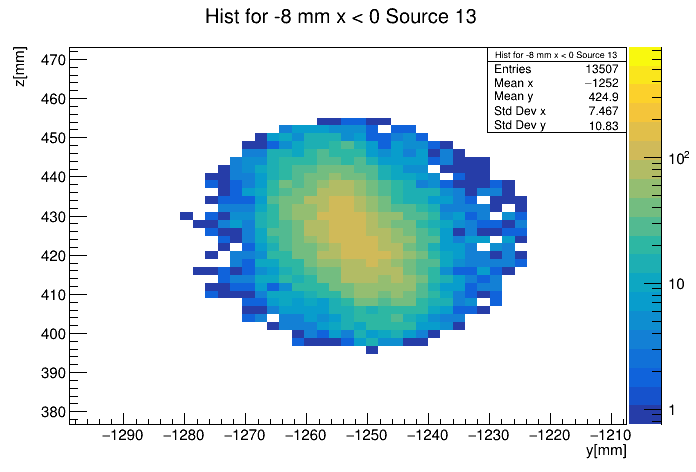 Hist for -8 mm x < 0 Source 13
z[mm]
470
460
450
440
430
420
410
400
390
380
−1290 −1280 −1270 −1260 −1250 −1240 −1230 −1220 −1210
y[mm]
Hist for -8 mm x < 0 Source 13
Entries 13507
Mean x −1252
Mean y 424.9
Std Dev x 7.467
Std Dev y 10.83
10²
10
1